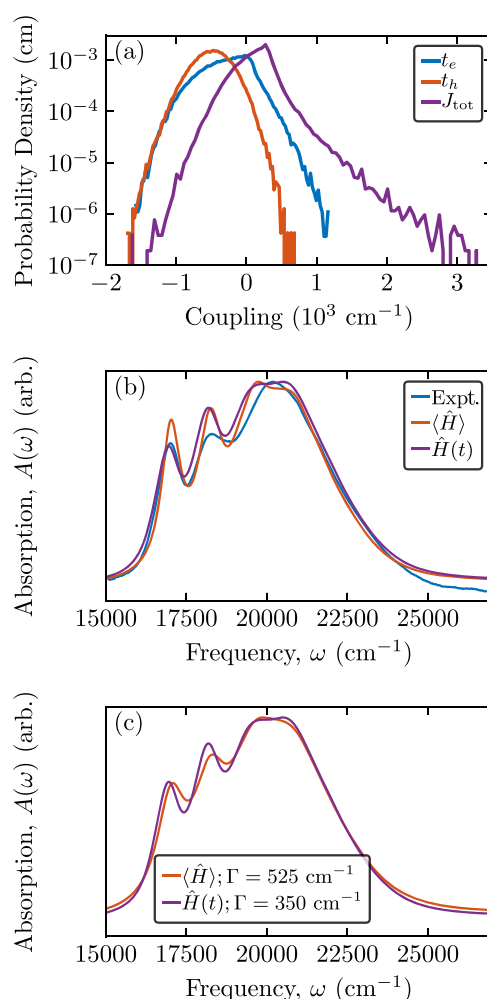 (a)
Probability Density (cm)
10⁻³
10⁻⁴
10⁻⁵
10⁻⁶
10⁻⁷
t_e
t_h
J_tot
−2 −1 0 1 2 3
Coupling (10³ cm⁻¹)
(b)
Absorption, A(ω) (arb.)
Expt.
⟨Ĥ⟩
Ĥ(t)
15000 17500 20000 22500 25000
Frequency, ω (cm⁻¹)
(c)
Absorption, A(ω) (arb.)
⟨Ĥ⟩; Γ = 525 cm⁻¹
Ĥ(t); Γ = 350 cm⁻¹
15000 17500 20000 22500 25000
Frequency, ω (cm⁻¹)